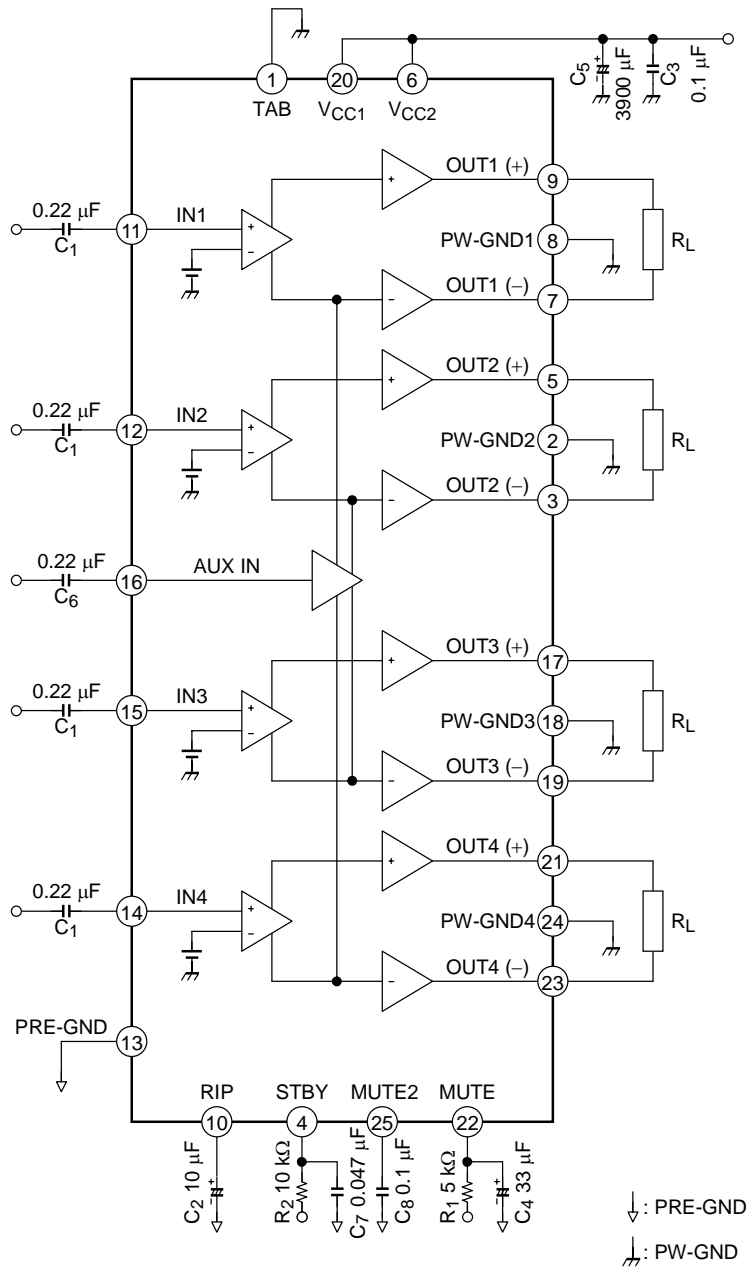 C5 3900 µF
C3 0.1 µF
1 20 6
TAB VCC1 VCC2
OUT1 (+) 9
0.22 µF
C1
11 IN1
+
−
+
PW-GND1 8
RL
−
OUT1 (−) 7
OUT2 (+) 5
0.22 µF
C1
12 IN2
+
−
+
PW-GND2 2
RL
−
OUT2 (−) 3
0.22 µF
C6
16 AUX IN
OUT3 (+) 17
0.22 µF
C1
15 IN3
+
−
+
PW-GND3 18
RL
−
OUT3 (−) 19
OUT4 (+) 21
0.22 µF
C1
14 IN4
+
−
+
PW-GND4 24
RL
−
OUT4 (−) 23
PRE-GND 13
RIP STBY MUTE2 MUTE
10 4 25 22
C2 10 µF
R2 10 kΩ
C7 0.047 µF
C8 0.1 µF
R1 5 kΩ
C4 33 µF
: PRE-GND
: PW-GND